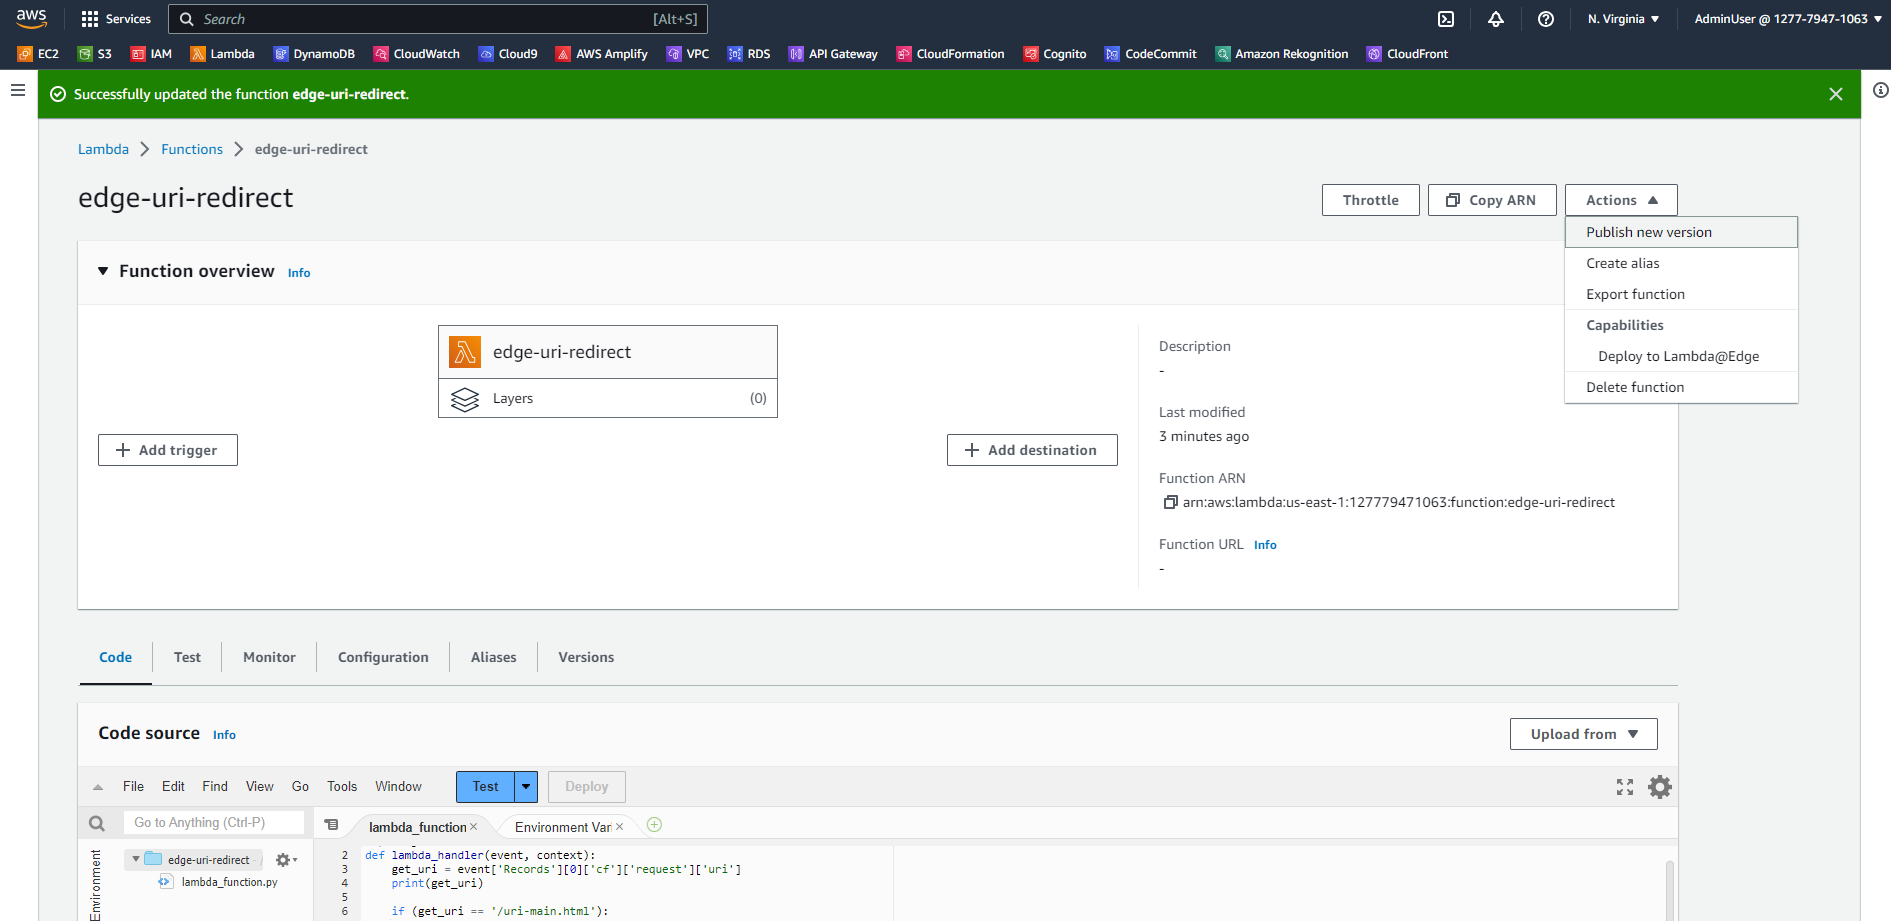 aws
Services
Search
[Alt+S]
N. Virginia
AdminUser @ 1277-7947-1063
EC2
S3
IAM
Lambda
DynamoDB
CloudWatch
Cloud9
AWS Amplify
VPC
RDS
API Gateway
CloudFormation
Cognito
CodeCommit
Amazon Rekognition
CloudFront
Successfully updated the function edge-uri-redirect.
Lambda
Functions
edge-uri-redirect
edge-uri-redirect
Throttle
Copy ARN
Actions
Publish new version
Create alias
Export function
Capabilities
Deploy to Lambda@Edge
Delete function
Function overview
Info
edge-uri-redirect
Layers
(0)
Add trigger
Add destination
Description
-
Last modified
3 minutes ago
Function ARN
arn:aws:lambda:us-east-1:127779471063:function:edge-uri-redirect
Function URL
Info
-
Code
Test
Monitor
Configuration
Aliases
Versions
Code source
Info
Upload from
File
Edit
Find
View
Go
Tools
Window
Test
Deploy
Go to Anything (Ctrl-P)
lambda_function
Environment Vari
Environment
edge-uri-redirect
lambda_function.py
2 def lambda_handler(event, context):
3 get_uri = event['Records'][0]['cf']['request']['uri']
4 print(get_uri)
5
6 if (get_uri == '/uri-main.html'):